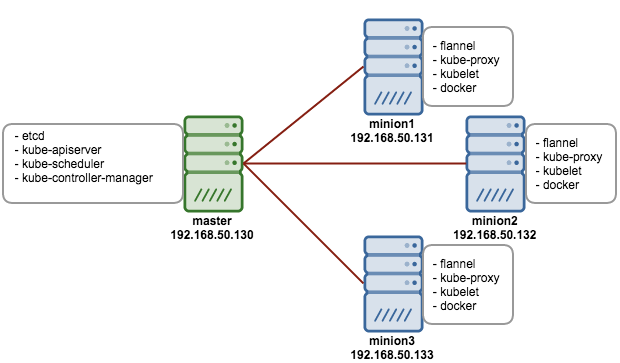 - flannel
- kube-proxy
- kubelet
- docker
minion1
192.168.50.131
- etcd
- kube-apiserver
- kube-scheduler
- kube-controller-manager
master
192.168.50.130
- flannel
- kube-proxy
- kubelet
- docker
minion2
192.168.50.132
- flannel
- kube-proxy
- kubelet
- docker
minion3
192.168.50.133